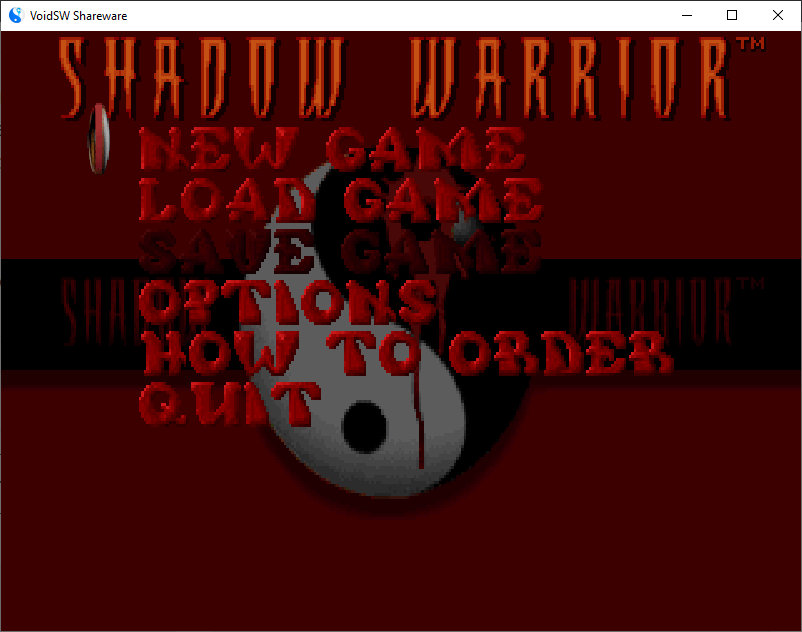 VoidSW Shareware
SHADOW WARRIOR™
NEW GAME
LOAD GAME
SAVE GAME
SHADOW WARRIOR™
OPTIONS
HOW TO ORDER
QUIT